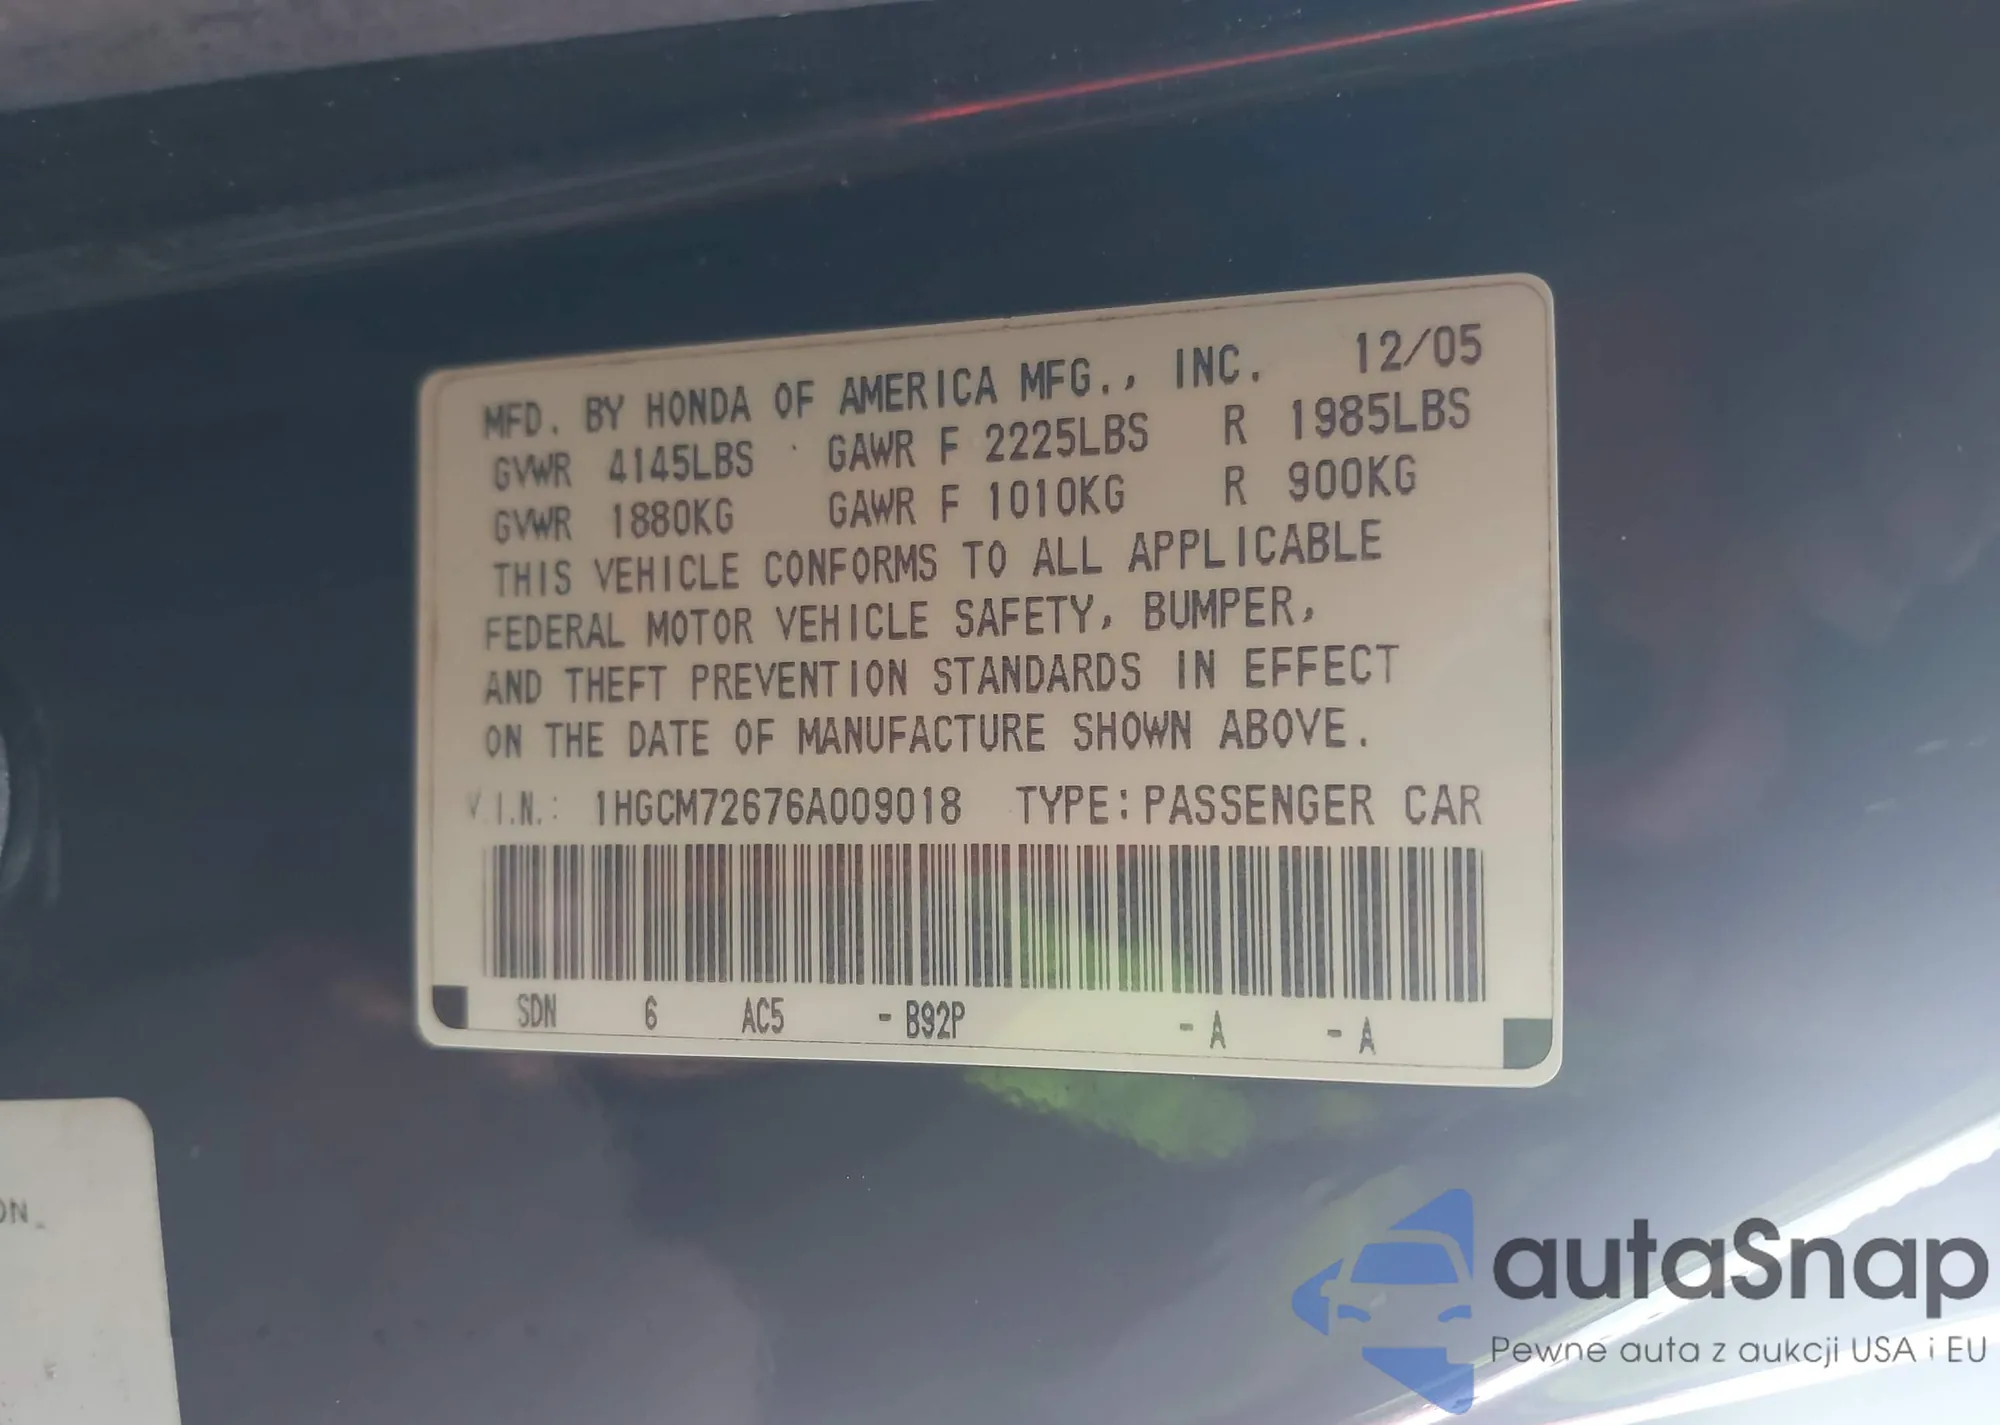 MFD. BY HONDA OF AMERICA MFG., INC. 12/05
GVWR 4145LBS GAWR F 2225LBS R 1985LBS
GVWR 1880KG GAWR F 1010KG R 900KG
THIS VEHICLE CONFORMS TO ALL APPLICABLE
FEDERAL MOTOR VEHICLE SAFETY, BUMPER,
AND THEFT PREVENTION STANDARDS IN EFFECT
ON THE DATE OF MANUFACTURE SHOWN ABOVE.
V.I.N.: 1HGCM72676A009018 TYPE: PASSENGER CAR
SDN 6 AC5 - B92P - A - A
autaSnap
Pewne auta z aukcji USA i EU